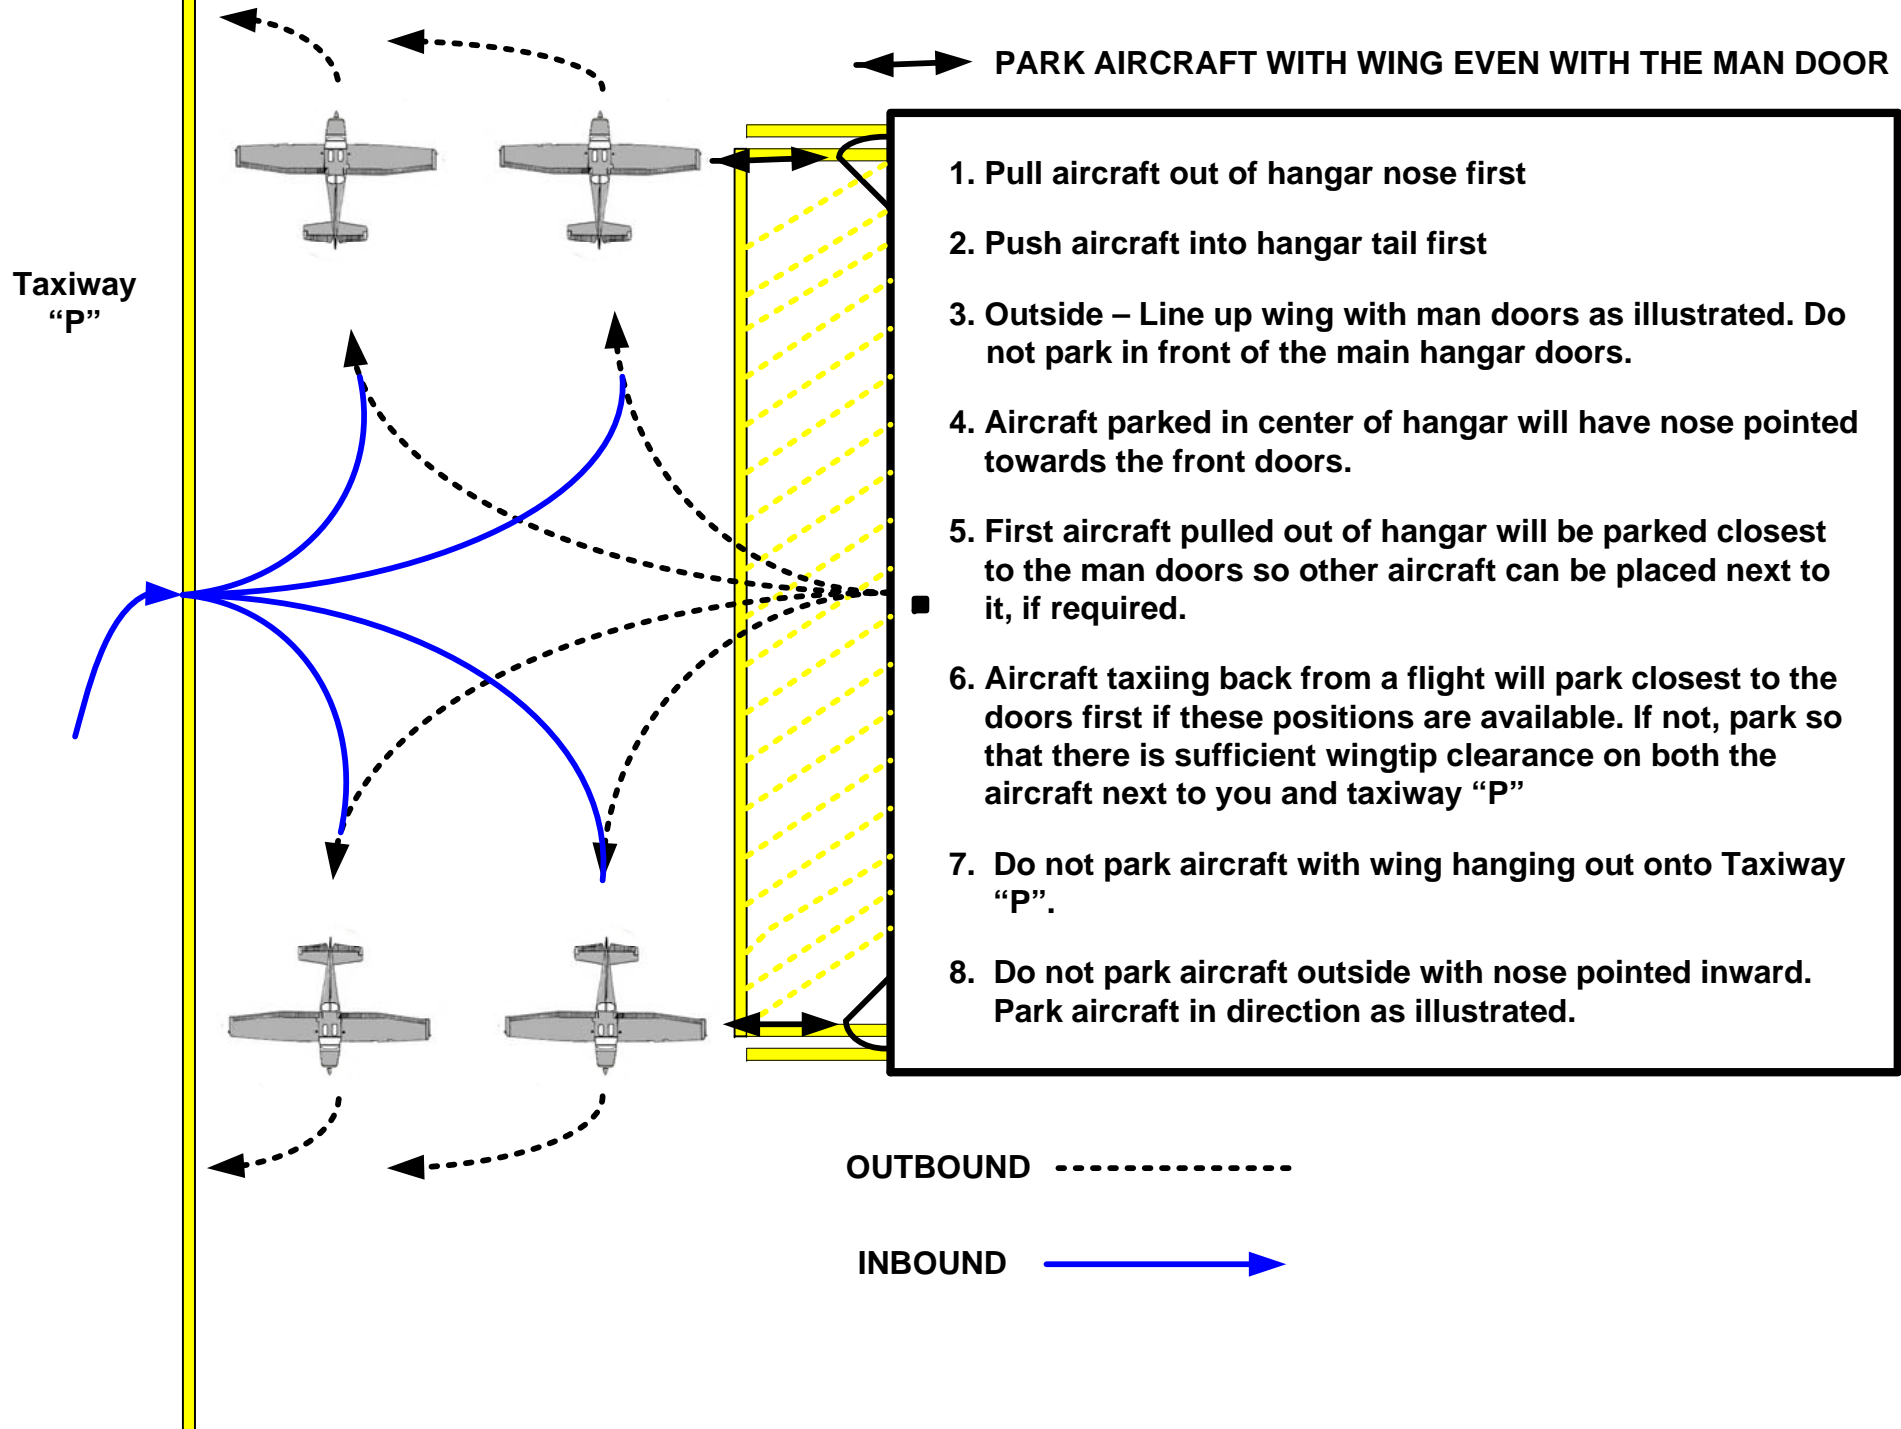 PARK AIRCRAFT WITH WING EVEN WITH THE MAN DOOR
Taxiway
“P”
1. Pull aircraft out of hangar nose first
2. Push aircraft into hangar tail first
3. Outside – Line up wing with man doors as illustrated. Do
not park in front of the main hangar doors.
4. Aircraft parked in center of hangar will have nose pointed
towards the front doors.
5. First aircraft pulled out of hangar will be parked closest
to the man doors so other aircraft can be placed next to
it, if required.
6. Aircraft taxiing back from a flight will park closest to the
doors first if these positions are available. If not, park so
that there is sufficient wingtip clearance on both the
aircraft next to you and taxiway “P”
7. Do not park aircraft with wing hanging out onto Taxiway
“P”.
8. Do not park aircraft outside with nose pointed inward.
Park aircraft in direction as illustrated.
OUTBOUND
INBOUND